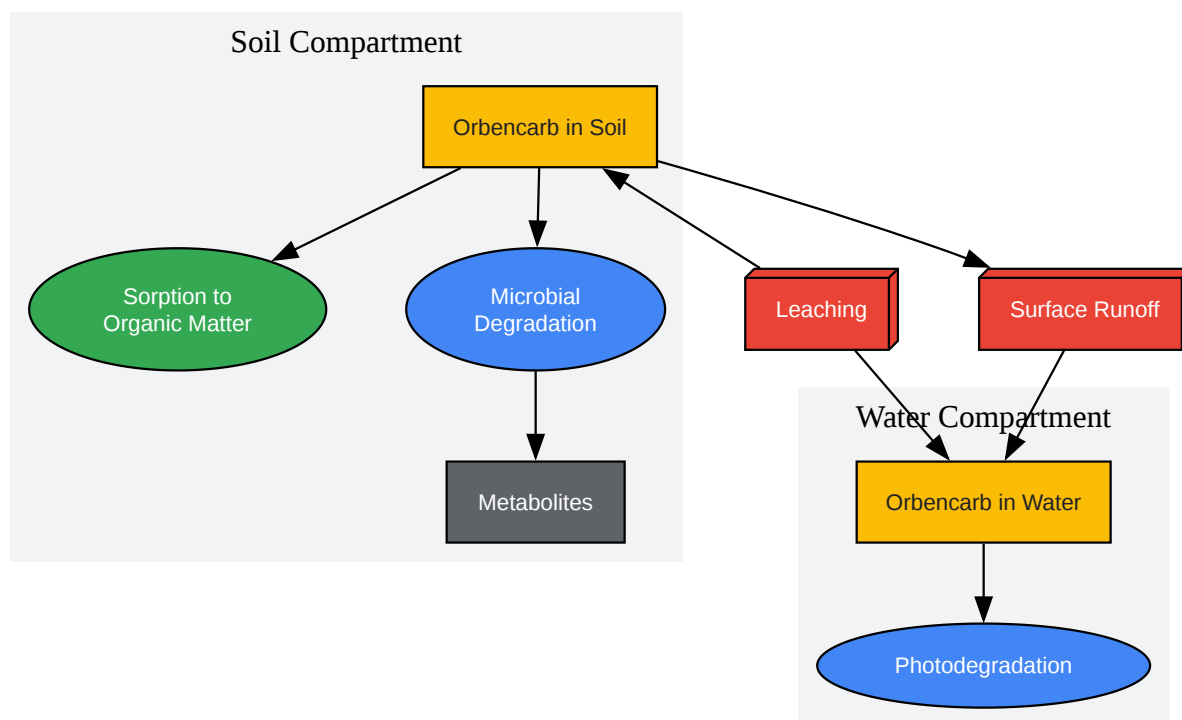 Soil Compartment
Orbencarb in Soil
Sorption to
Organic Matter
Microbial
Degradation
Leaching
Surface Runoff
Water Compartment
Metabolites
Orbencarb in Water
Photodegradation